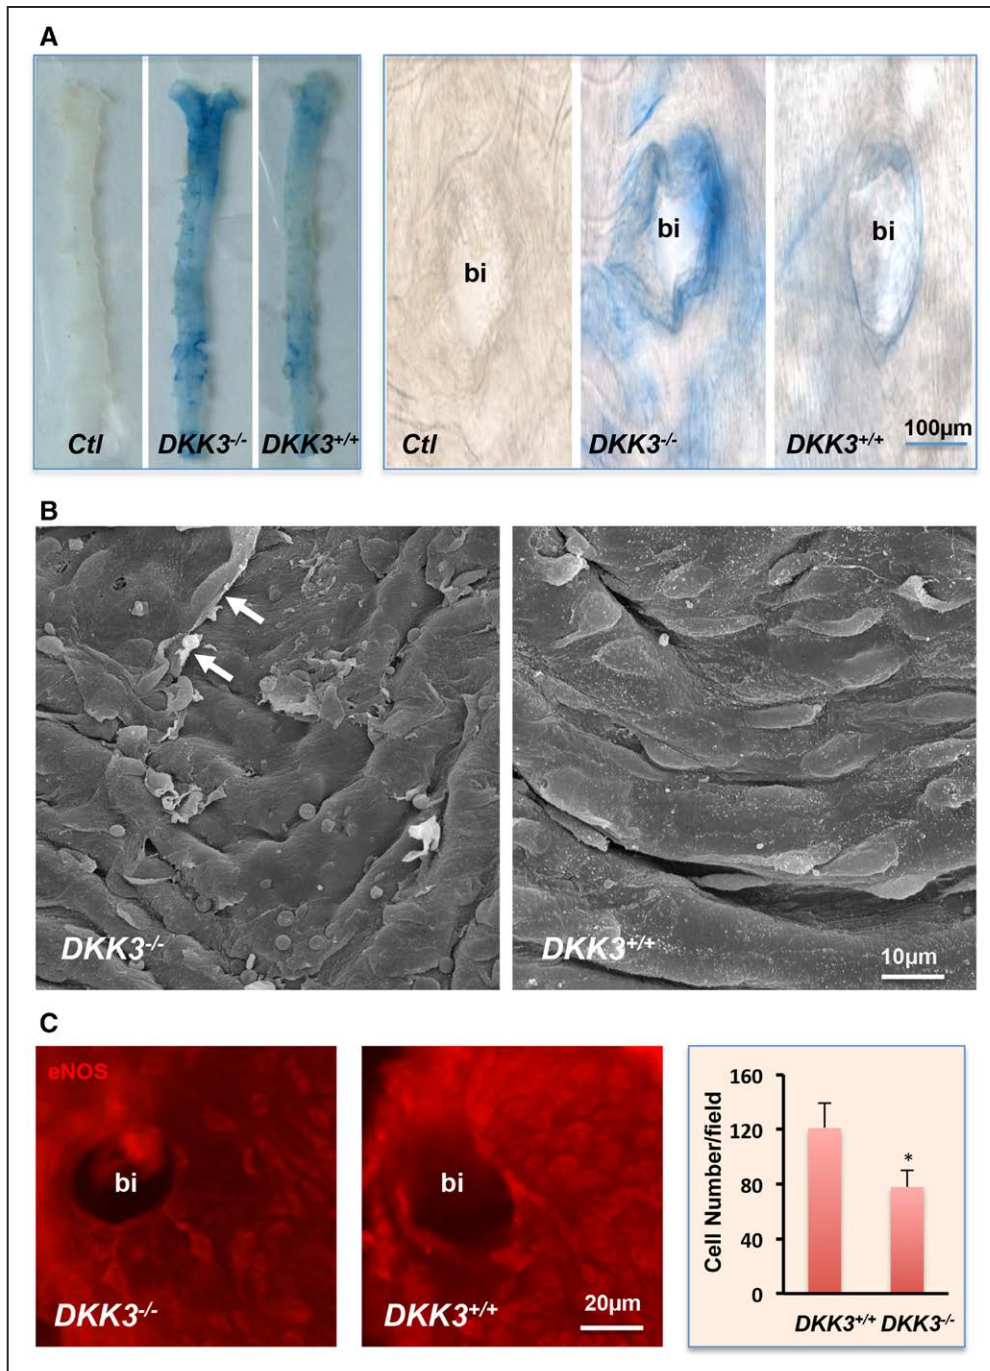 A
Ctl
DKK3-/-
DKK3+/+
bi
Ctl
bi
DKK3-/-
bi
DKK3+/+
100µm
B
DKK3-/-
DKK3+/+
10µm
C
eNOS
bi
DKK3-/-
bi
DKK3+/+
20µm
Cell Number/field
160
120
80
40
0
*
DKK3+/+ DKK3-/-